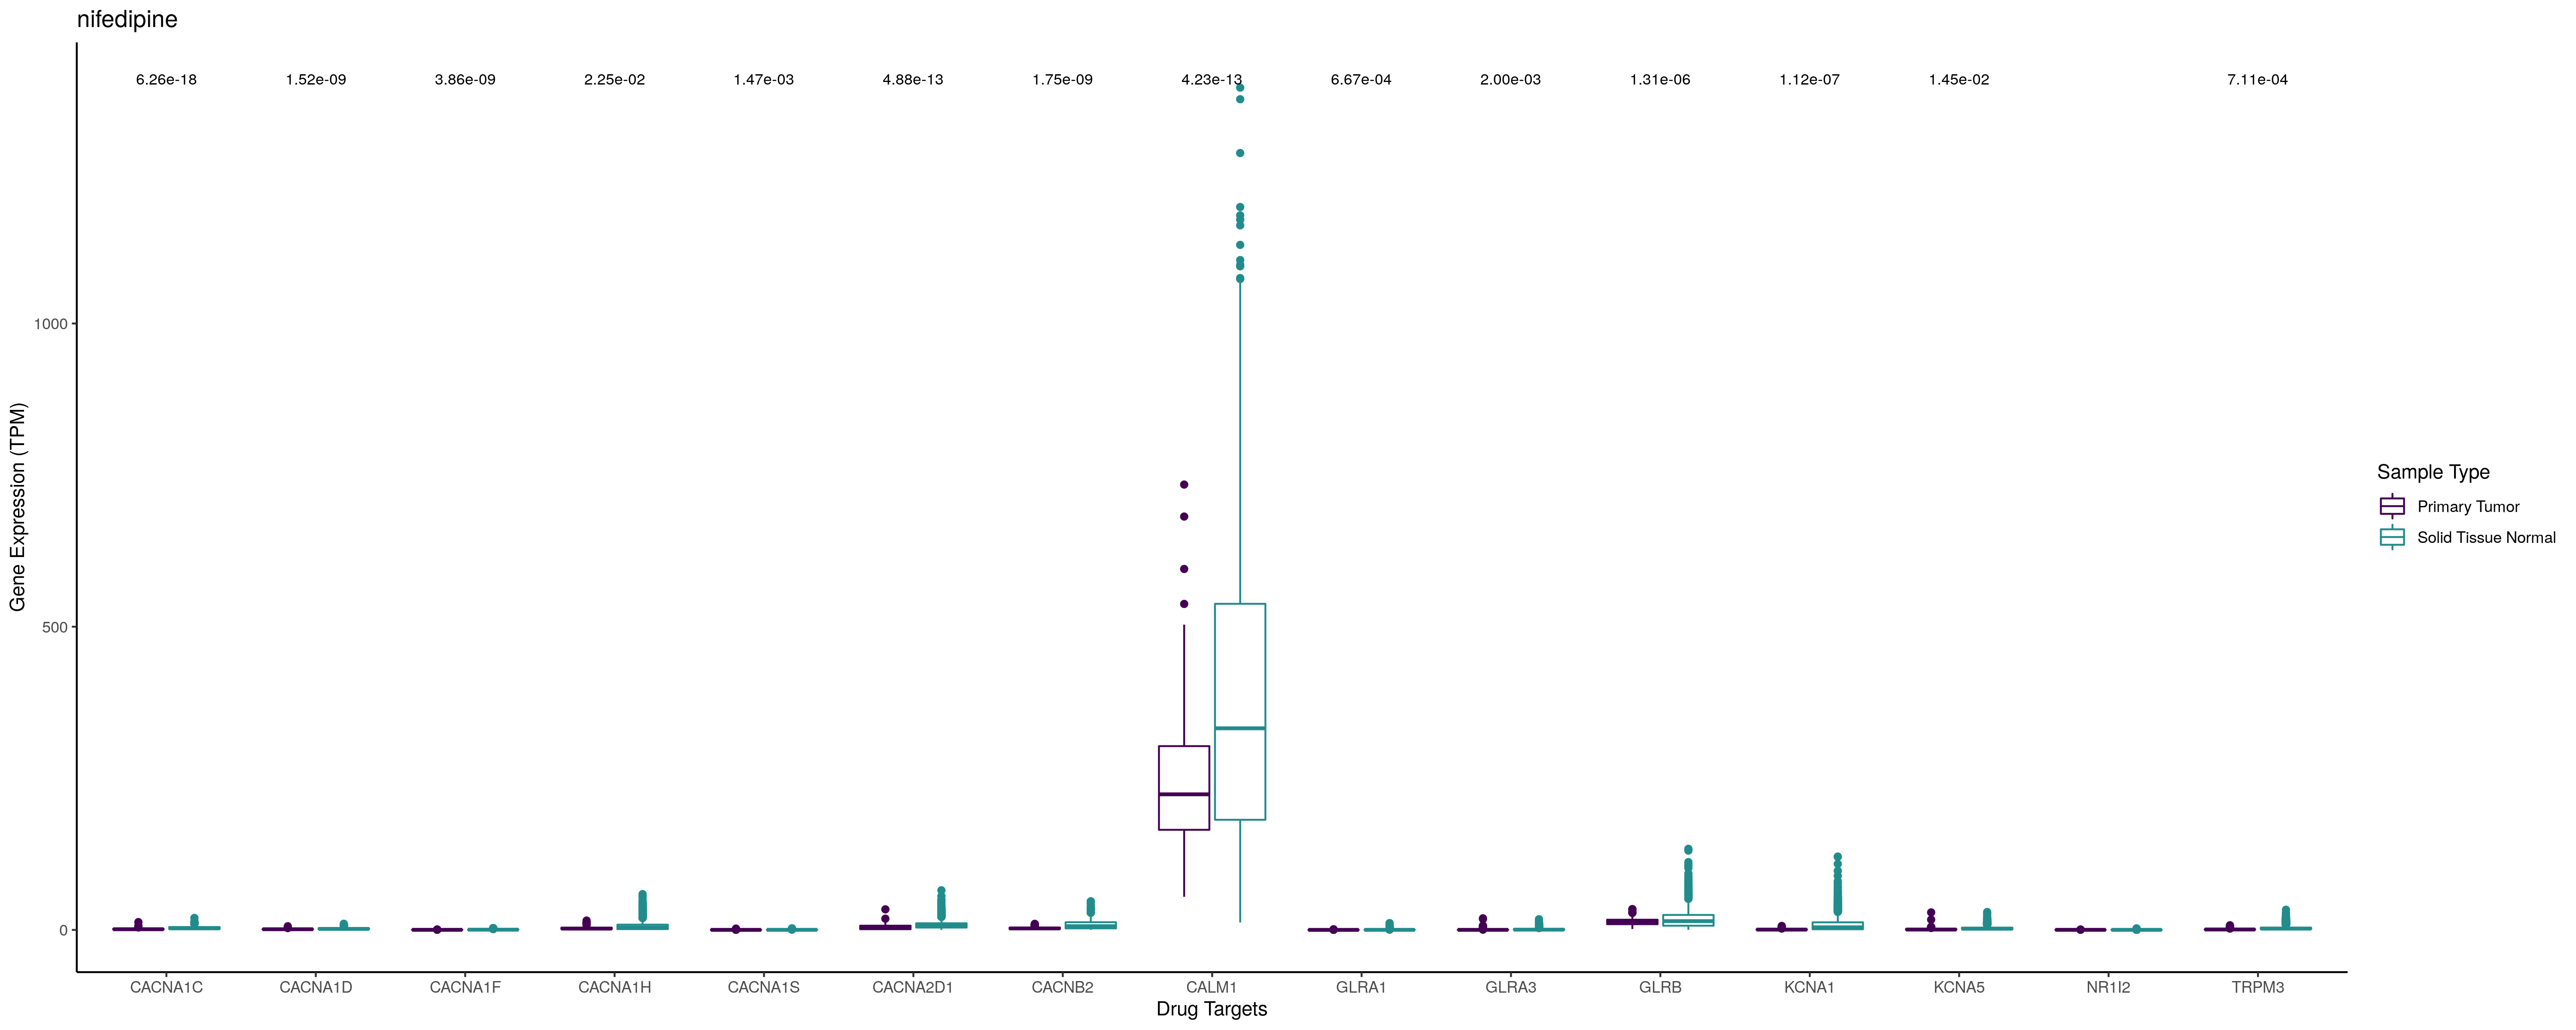 nifedipine
6.26e-18 1.52e-09 3.86e-09 2.25e-02 1.47e-03 4.88e-13 1.75e-09 4.23e-13 6.67e-04 2.00e-03 1.31e-06 1.12e-07 1.45e-02 7.11e-04
1000
500
0
Gene Expression (TPM)
CACNA1C CACNA1D CACNA1F CACNA1H CACNA1S CACNA2D1 CACNB2 CALM1 GLRA1 GLRA3 GLRB KCNA1 KCNA5 NR1I2 TRPM3
Drug Targets
Sample Type
Primary Tumor
Solid Tissue Normal